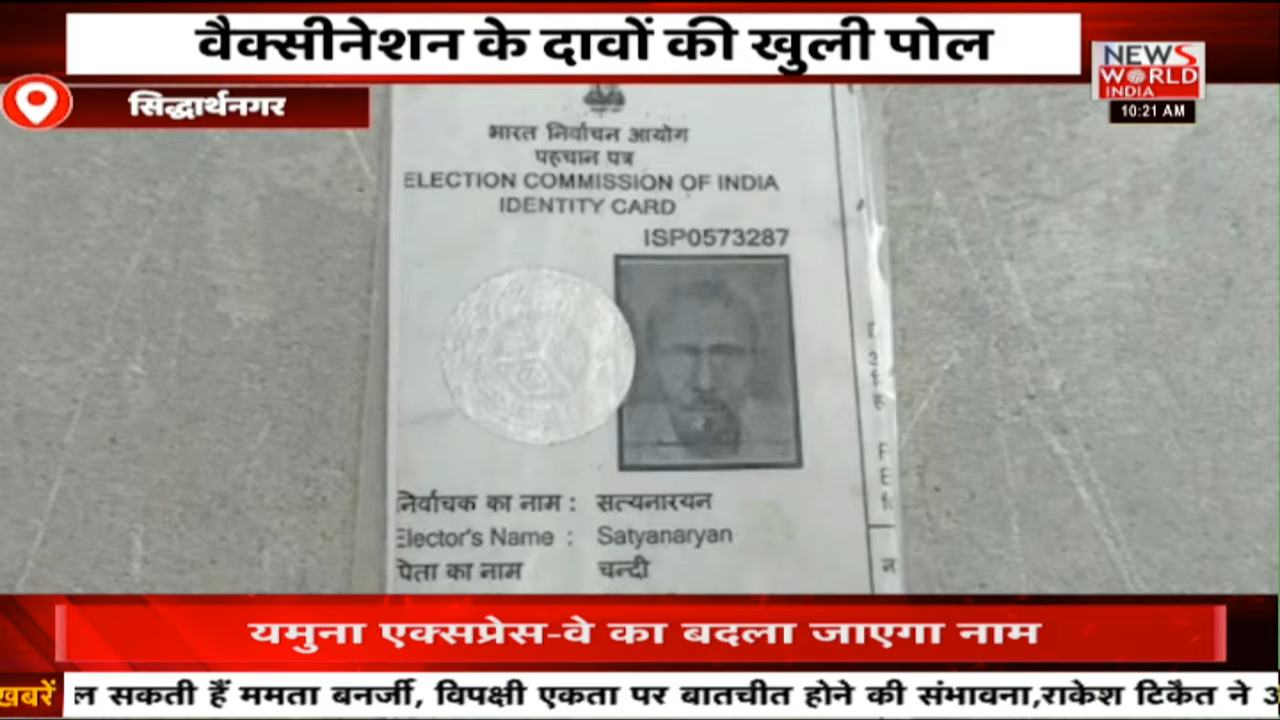 वैक्सीनेशन के दावों की खुली पोल
NEWS
WORLD
INDIA
10:21 AM
सिद्धार्थनगर
भारत निर्वाचन आयोग
पहचान पत्र
ELECTION COMMISSION OF INDIA
IDENTITY CARD
ISP0573287
निर्वाचक का नाम : सत्यनारयन
Elector's Name : Satyanaryan
पिता का नाम चन्दी
यमुना एक्सप्रेस-वे का बदला जाएगा नाम
खबरें ल सकती हैं ममता बनर्जी, विपक्षी एकता पर बातचीत होने की संभावना,राकेश टिकैत ने